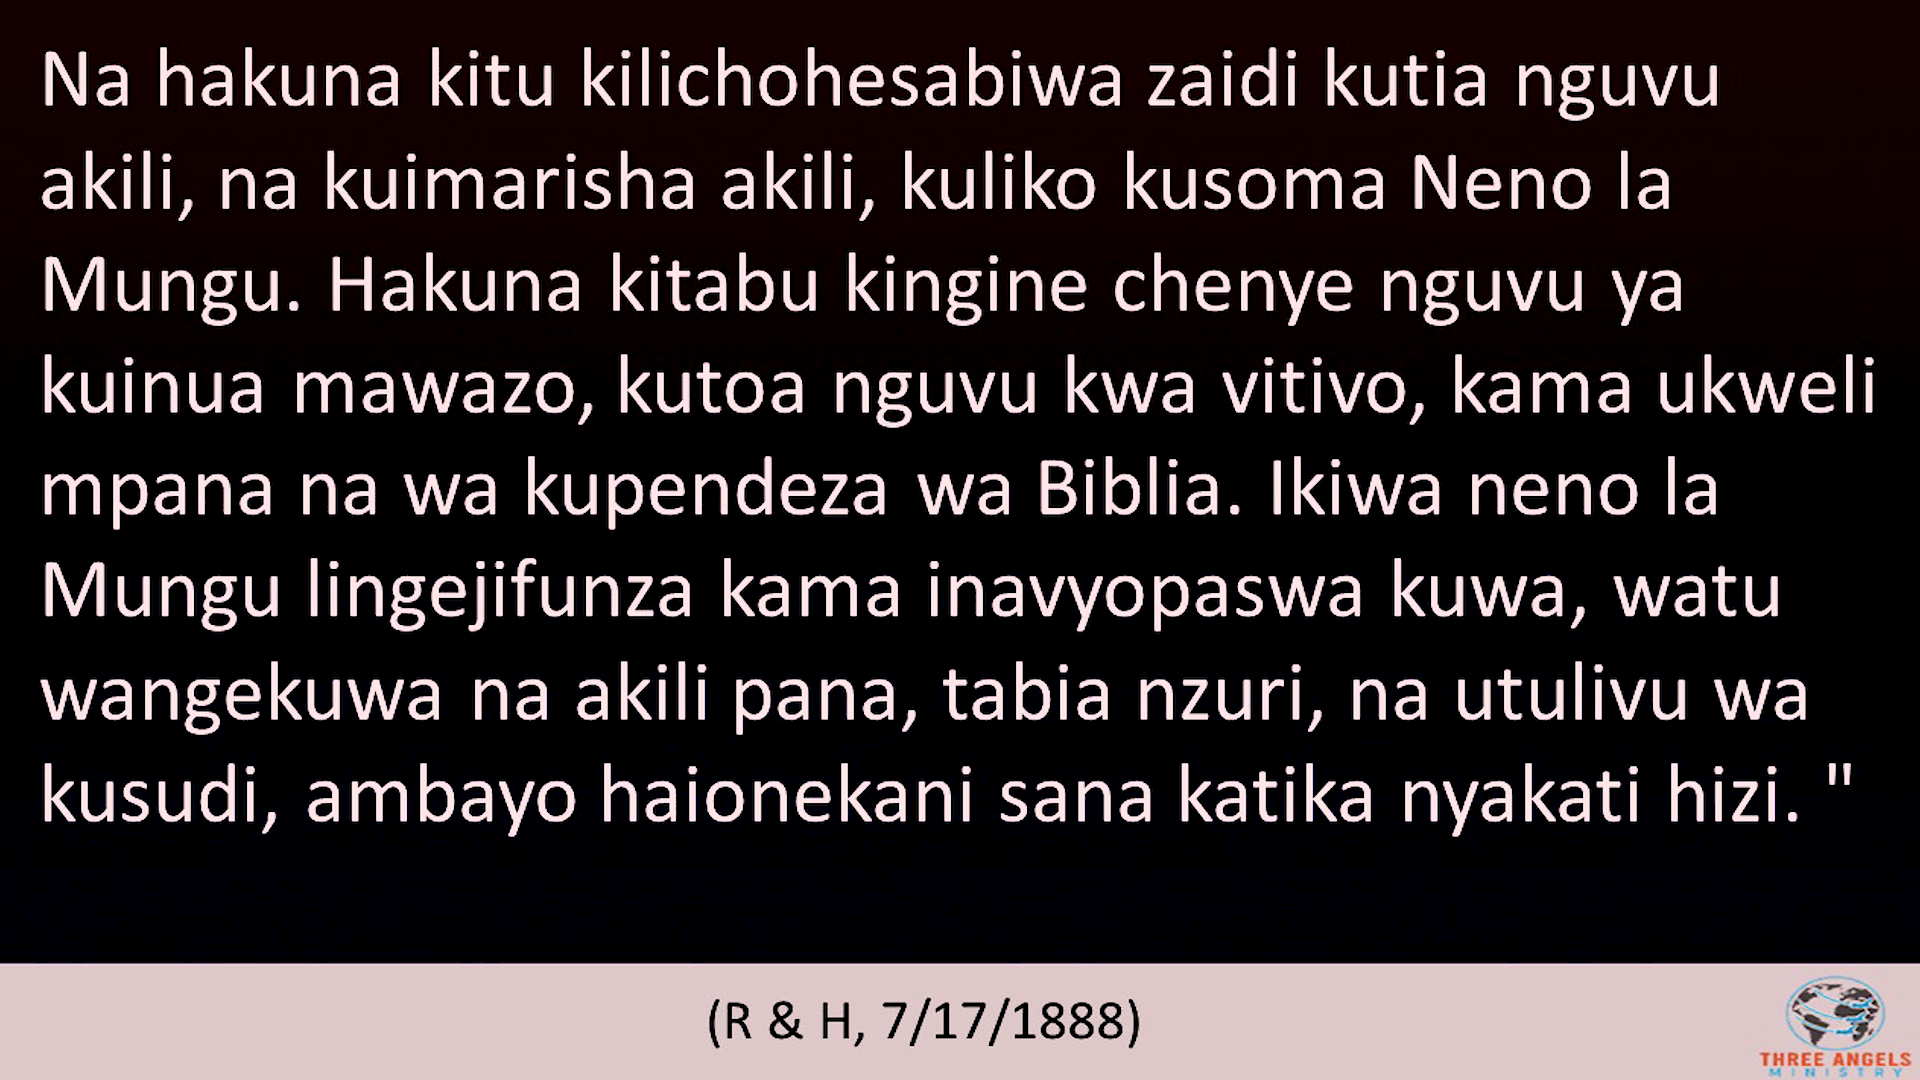 Na hakuna kitu kilichohesabiwa zaidi kutia nguvu
akili, na kuimarisha akili, kuliko kusoma Neno la
Mungu. Hakuna kitabu kingine chenye nguvu ya
kuinua mawazo, kutoa nguvu kwa vitivo, kama ukweli
mpana na wa kupendeza wa Biblia. Ikiwa neno la
Mungu lingejifunza kama inavyopaswa kuwa, watu
wangekuwa na akili pana, tabia nzuri, na utulivu wa
kusudi, ambayo haionekani sana katika nyakati hizi. "
(R & H, 7/17/1888)
THREE ANGELS
MINISTRY